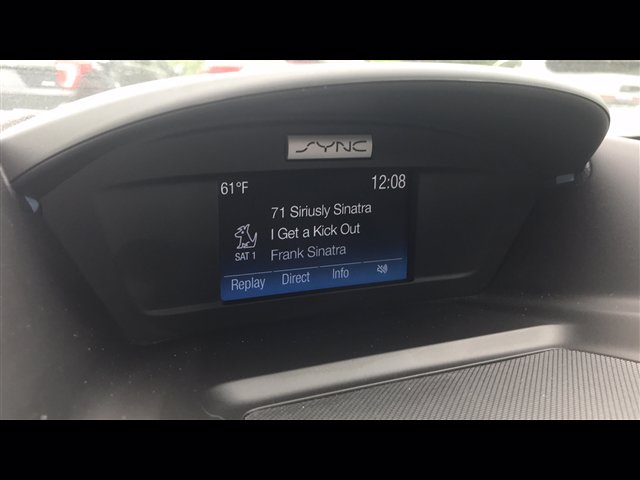 SYNC
61°F 12:08
71 Siriusly Sinatra
I Get a Kick Out
SAT 1 Frank Sinatra
Replay Direct Info